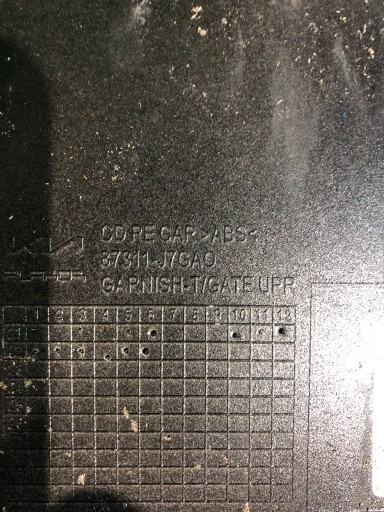 CD PE CAR >ABS<
KIA 87311-J7GA0
GARNISH-T/GATE UPR
1 2 3 4 5 6 7 8 9 10 11 12